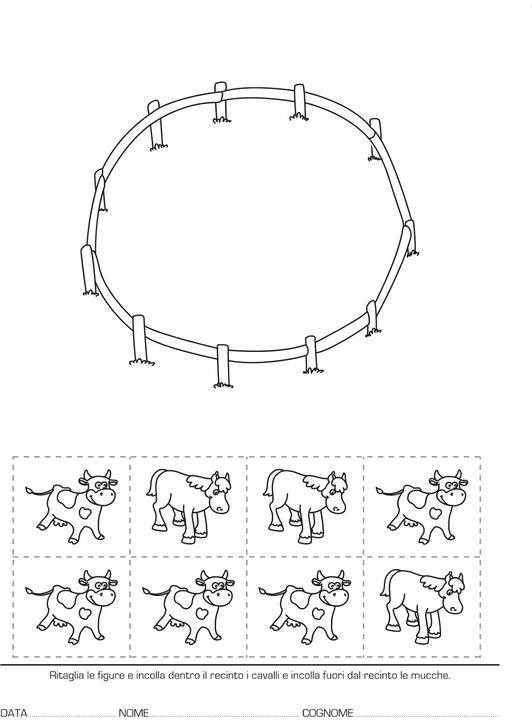 Ritaglia le figure e incolla dentro il recinto i cavalli e incolla fuori dal recinto le mucche.
DATA NOME COGNOME